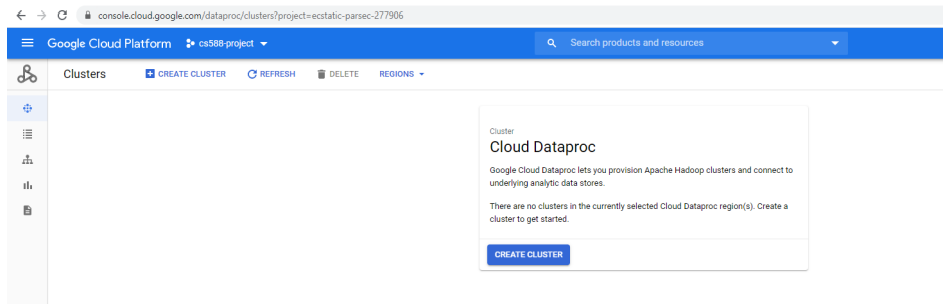 console.cloud.google.com/dataproc/clusters?project=ecstatic-parsec-277906
Google Cloud Platform cs588-project Search products and resources
Clusters CREATE CLUSTER REFRESH DELETE REGIONS
Cluster
Cloud Dataproc
Google Cloud Dataproc lets you provision Apache Hadoop clusters and connect to
underlying analytic data stores.
There are no clusters in the currently selected Cloud Dataproc region(s). Create a
cluster to get started.
CREATE CLUSTER